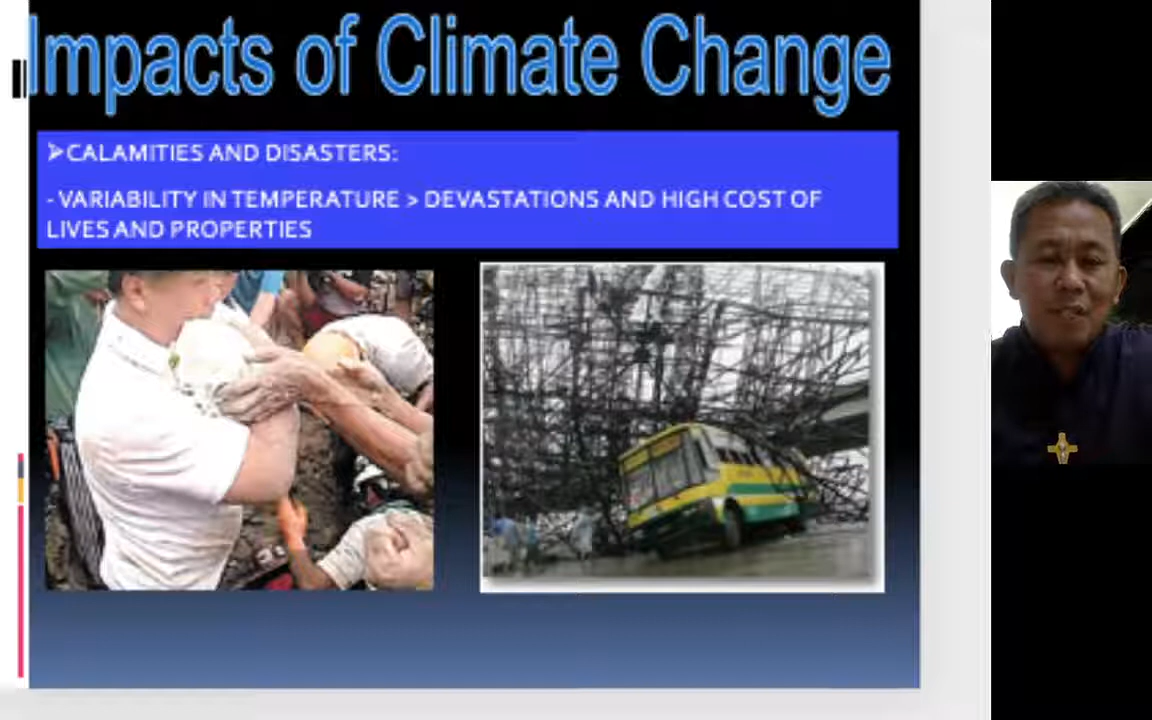 Impacts of Climate Change
➢CALAMITIES AND DISASTERS:
- VARIABILITY IN TEMPERATURE > DEVASTATIONS AND HIGH COST OF
LIVES AND PROPERTIES